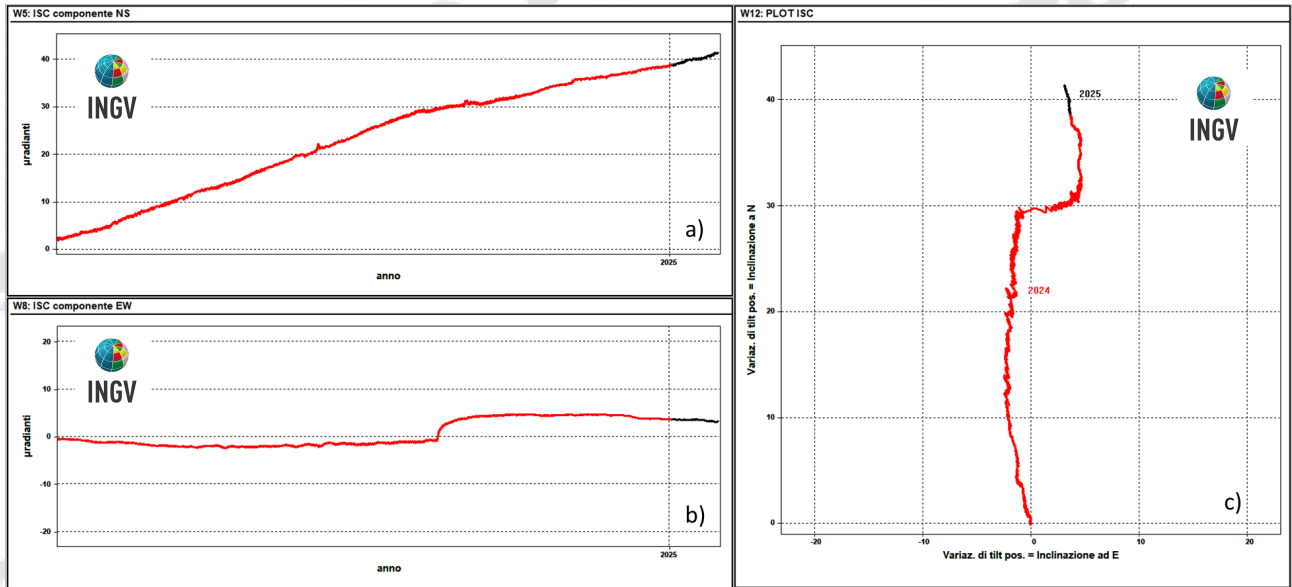 W5: ISC componente NS
INGV
40
30
20
10
0
µradianti
a)
2025
anno
W8: ISC componente EW
INGV
20
10
0
-10
-20
µradianti
b)
2025
anno
W12: PLOT ISC
INGV
40
30
20
10
0
Variaz. di tilt pos. = Inclinazione a N
2025
2024
c)
-20
-10
0
10
20
Variaz. di tilt pos. = Inclinazione ad E